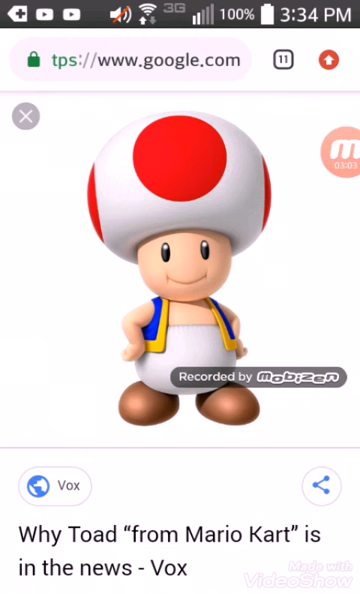 3G 100% 3:34 PM
tps://www.google.com 11
03:03
Recorded by mobizen
Vox
Why Toad “from Mario Kart” is
in the news - Vox
Made with
VideoShow